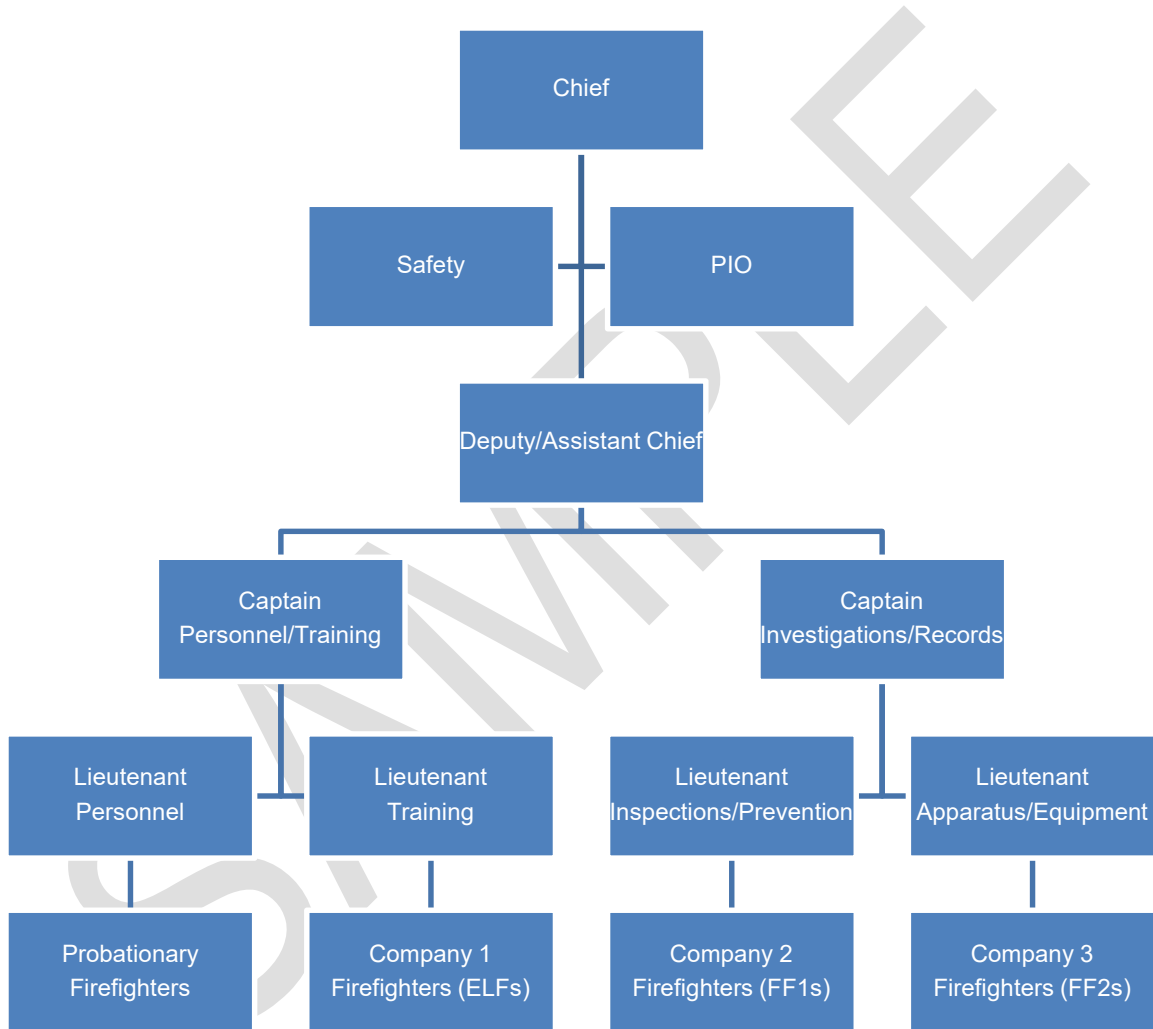 Chief
Safety
PIO
Deputy/Assistant Chief
Captain
Personnel/Training
Captain
Investigations/Records
Lieutenant
Personnel
Lieutenant
Training
Lieutenant
Inspections/Prevention
Lieutenant
Apparatus/Equipment
Probationary
Firefighters
Company 1
Firefighters (ELFs)
Company 2
Firefighters (FF1s)
Company 3
Firefighters (FF2s)
SAMPLE